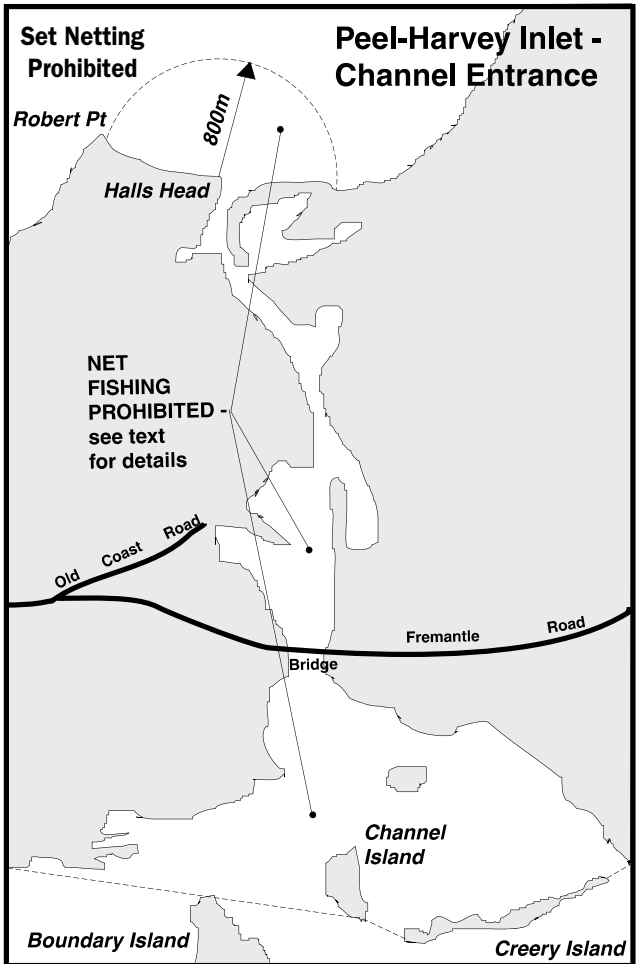 Set Netting
Prohibited
Peel-Harvey Inlet -
Channel Entrance
800m
Robert Pt
Halls Head
NET
FISHING
PROHIBITED -
see text
for details
Old Coast Road
Fremantle Road
Bridge
Channel
Island
Boundary Island
Creery Island